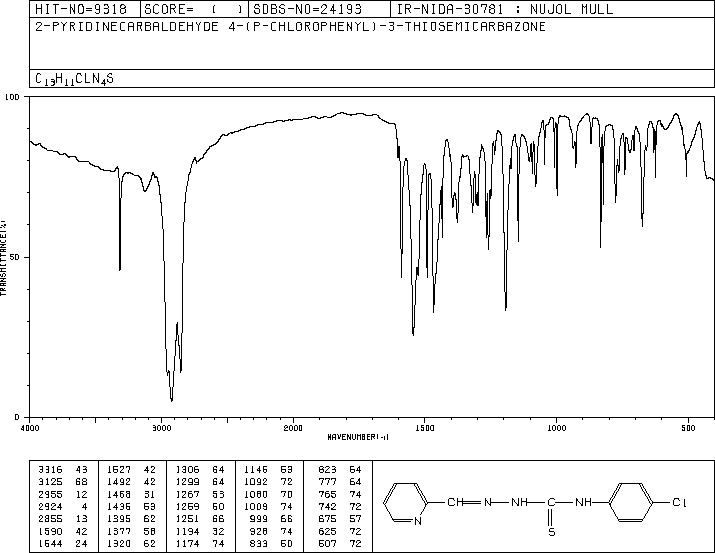 HIT-NO=9318 SCORE= ( ) SDBS-NO=24193 IR-NIDA-30781 : NUJOL MULL
2-PYRIDINECARBALDEHYDE 4-(P-CHLOROPHENYL)-3-THIOSEMICARBAZONE
C13H11CLN4S
100
50
0
TRANSMITTANCE(%)
4000 3000 2000 1500 1000 500
WAVENUMBER(-1)
3316 43 1527 42 1306 64 1146 53 823 64
3125 68 1492 42 1299 64 1092 72 777 64
2955 12 1468 31 1267 53 1080 70 765 74
2924 4 1436 53 1259 60 1009 74 742 72
2855 13 1395 62 1251 66 999 66 675 57
1590 42 1377 58 1194 32 928 74 625 72
1544 24 1320 62 1174 74 833 50 507 72
N CH N NH C S NH Cl